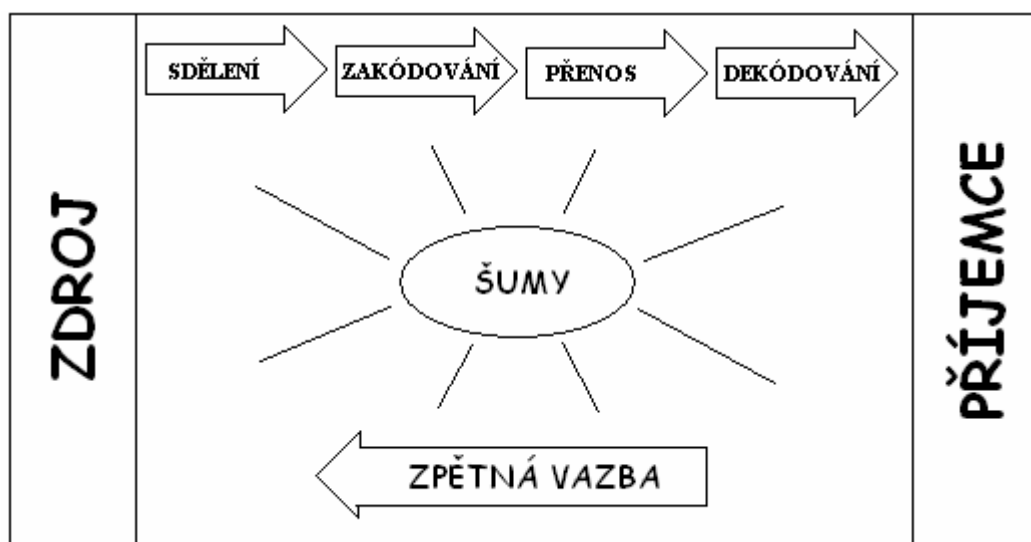 SDĚLENÍ
ZAKÓDOVÁNÍ
PŘENOS
DEKÓDOVÁNÍ
ZDROJ
ŠUMY
PŘÍJEMCE
ZPĚTNÁ VAZBA